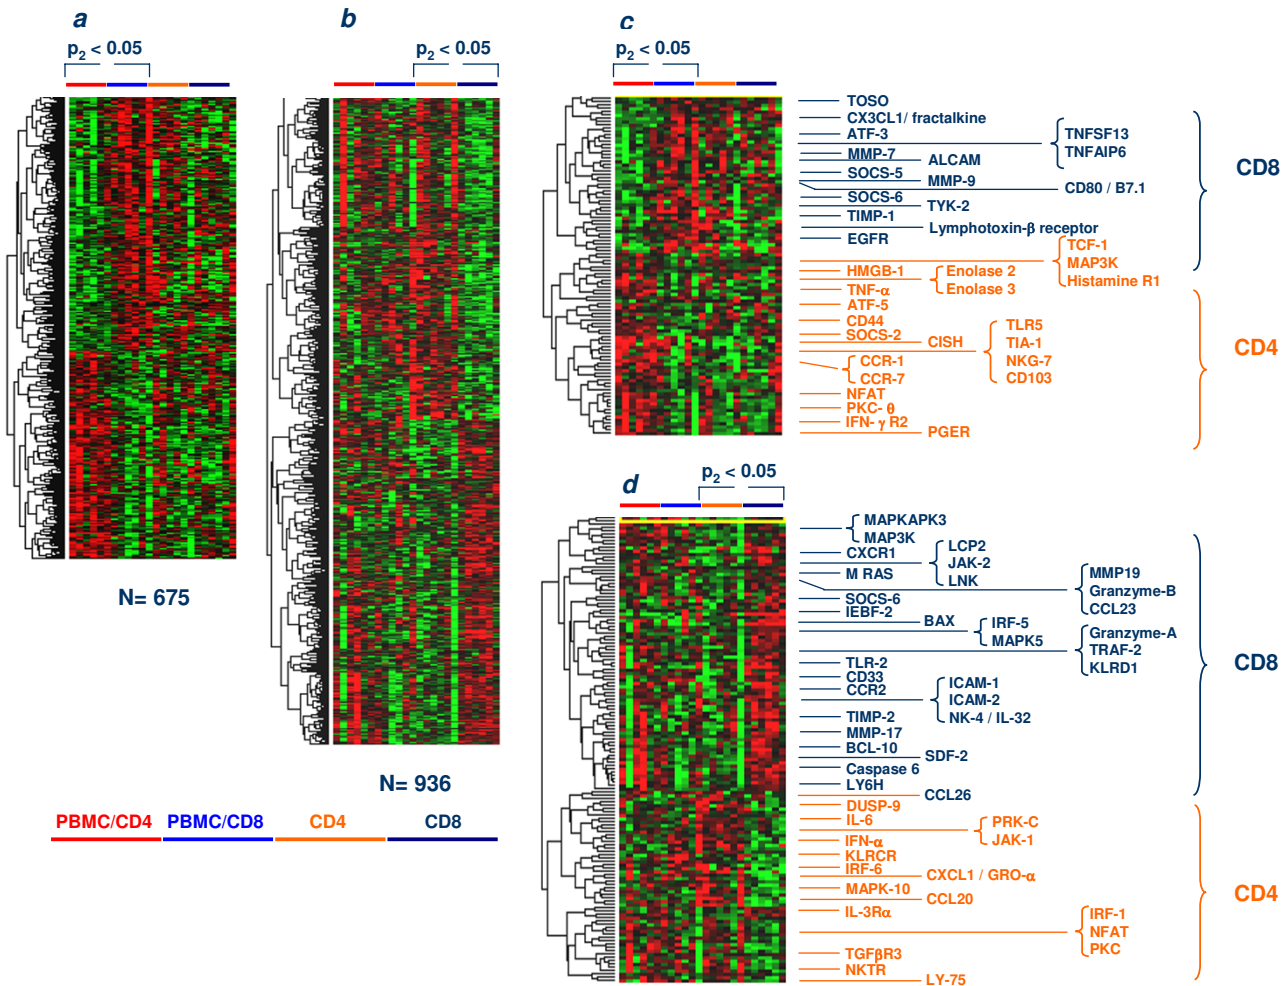 a
p2 < 0.05
N= 675
b
p2 < 0.05
N= 936
PBMC/CD4
PBMC/CD8
CD4
CD8
c
p2 < 0.05
TOSO
CX3CL1/ fractalkine
ATF-3
TNFSF13
TNFAIP6
MMP-7
ALCAM
SOCS-5
MMP-9
CD80 / B7.1
SOCS-6
TYK-2
TIMP-1
Lymphotoxin-β receptor
EGFR
CD8
TCF-1
MAP3K
Histamine R1
HMGB-1
Enolase 2
Enolase 3
TNF-α
ATF-5
CD44
SOCS-2
CISH
TLR5
TIA-1
NKG-7
CD103
CCR-1
CCR-7
NFAT
PKC- θ
IFN- γ R2
PGER
CD4
d
p2 < 0.05
MAPKAPK3
MAP3K
CXCR1
LCP2
JAK-2
LNK
M RAS
MMP19
Granzyme-B
CCL23
SOCS-6
IEBF-2
BAX
IRF-5
MAPK5
Granzyme-A
TRAF-2
KLRD1
TLR-2
CD33
CCR2
ICAM-1
ICAM-2
NK-4 / IL-32
TIMP-2
MMP-17
BCL-10
SDF-2
Caspase 6
LY6H
CCL26
CD8
DUSP-9
IL-6
PRK-C
JAK-1
IFN-α
KLRCR
IRF-6
CXCL1 / GRO-α
MAPK-10
CCL20
IL-3Rα
IRF-1
NFAT
PKC
TGFβR3
NKTR
LY-75
CD4